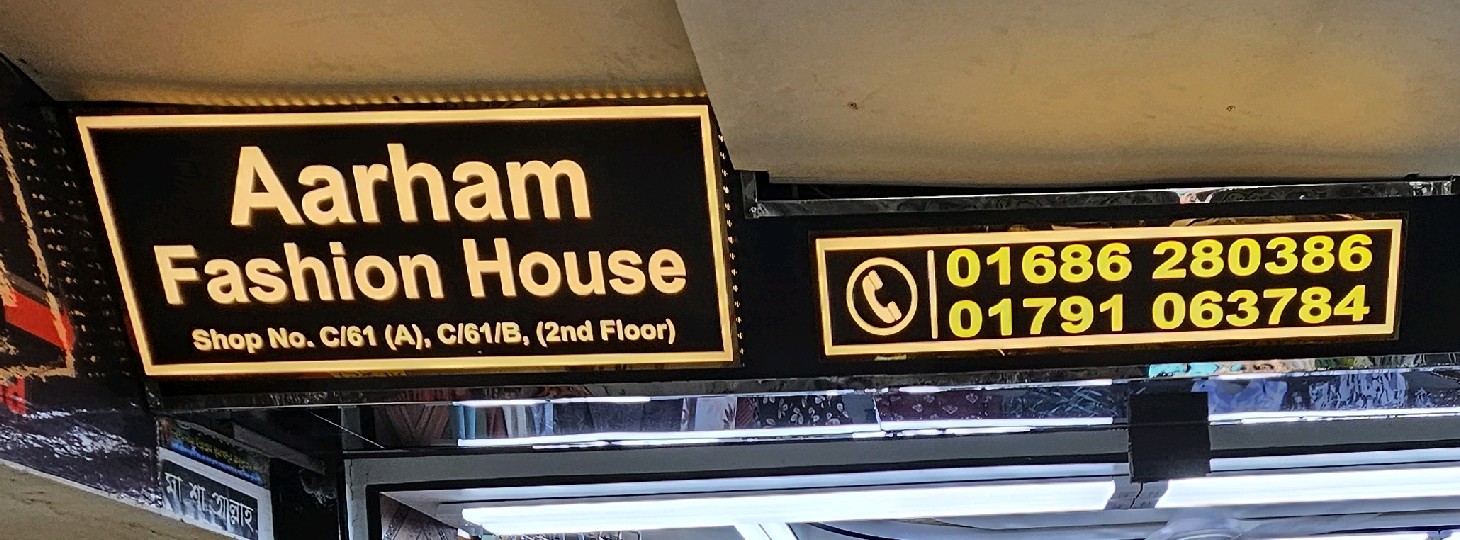 Aarham
Fashion House
Shop No. C/61 (A), C/61/B, (2nd Floor)
01686 280386
01791 063784
মা শা আল্লাহ